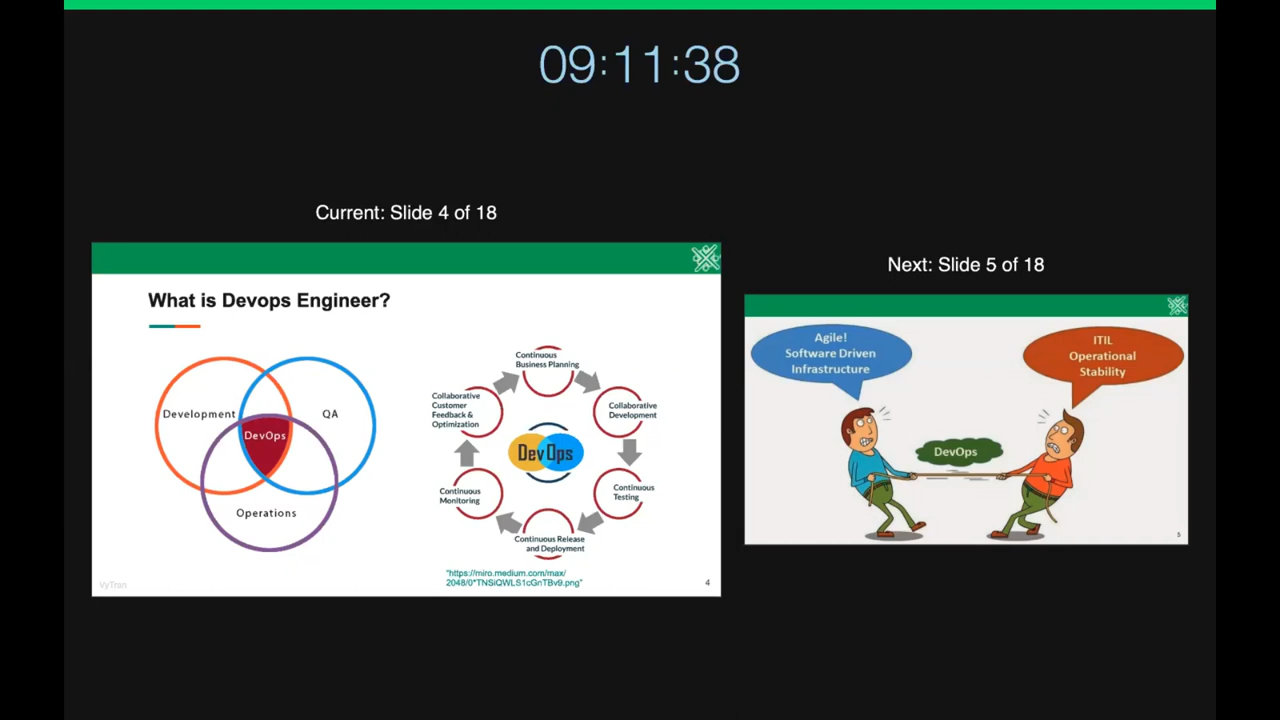 09:11:38
Current: Slide 4 of 18
What is Devops Engineer?
Development
QA
DevOps
Operations
Continuous
Business Planning
Collaborative
Development
Continuous
Testing
Continuous Release
and Deployment
Continuous
Monitoring
Collaborative
Customer
Feedback &
Optimization
DevOps
"https://miro.medium.com/max/
2048/0*TNSiQWLS1cGnTBv9.png"
VyTran
4
Next: Slide 5 of 18
Agile!
Software Driven
Infrastructure
ITIL
Operational
Stability
DevOps
5